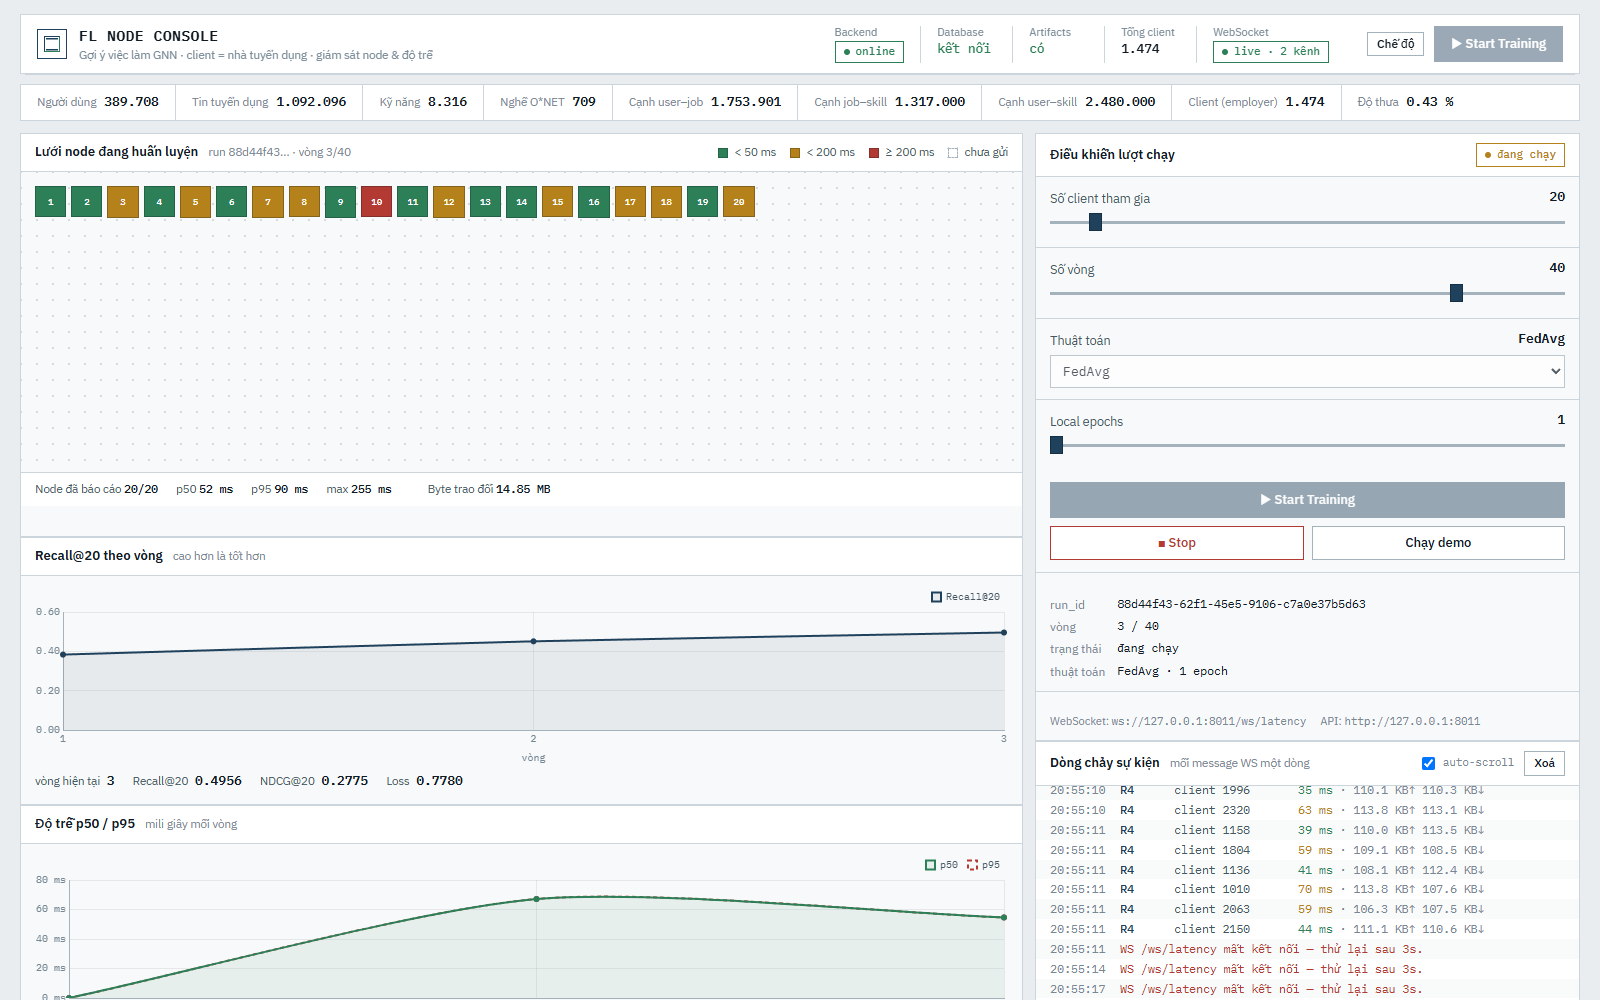 FL NODE CONSOLE
Gợi ý việc làm GNN · client = nhà tuyển dụng · giám sát node & độ trễ
Backend
● online
Database
kết nối
Artifacts
có
Tổng client
1.474
WebSocket
● live · 2 kênh
Chế độ
▶ Start Training
Người dùng 389.708
Tin tuyển dụng 1.092.096
Kỹ năng 8.316
Nghề O*NET 709
Cạnh user–job 1.753.901
Cạnh job–skill 1.317.000
Cạnh user–skill 2.480.000
Client (employer) 1.474
Độ thưa 0.43 %
Lưới node đang huấn luyện run 88d44f43... · vòng 3/40
< 50 ms < 200 ms ≥ 200 ms chưa gửi
1 2 3 4 5 6 7 8 9 10 11 12 13 14 15 16 17 18 19 20
Node đã báo cáo 20/20 p50 52 ms p95 90 ms max 255 ms Byte trao đổi 14.85 MB
Recall@20 theo vòng cao hơn là tốt hơn
Recall@20
0.60
0.40
0.20
0.00
1 2 3
vòng
vòng hiện tại 3 Recall@20 0.4956 NDCG@20 0.2775 Loss 0.7780
Độ trễ p50 / p95 mili giây mỗi vòng
p50 p95
80 ms
60 ms
40 ms
20 ms
0 ms
Điều khiển lượt chạy
● đang chạy
Số client tham gia 20
Số vòng 40
Thuật toán FedAvg
FedAvg
Local epochs 1
▶ Start Training
■ Stop
Chạy demo
run_id 88d44f43-62f1-45e5-9106-c7a0e37b5d63
vòng 3 / 40
trạng thái đang chạy
thuật toán FedAvg · 1 epoch
WebSocket: ws://127.0.0.1:8011/ws/latency API: http://127.0.0.1:8011
Dòng chảy sự kiện mỗi message WS một dòng
auto-scroll
Xoá
20:55:10 R4 client 1996 35 ms · 110.1 KB↑ 110.3 KB↓
20:55:10 R4 client 2320 63 ms · 113.8 KB↑ 113.1 KB↓
20:55:11 R4 client 1158 39 ms · 110.0 KB↑ 113.5 KB↓
20:55:11 R4 client 1804 59 ms · 109.1 KB↑ 108.5 KB↓
20:55:11 R4 client 1136 41 ms · 108.1 KB↑ 112.4 KB↓
20:55:11 R4 client 1010 70 ms · 113.8 KB↑ 107.6 KB↓
20:55:11 R4 client 2063 59 ms · 106.3 KB↑ 107.5 KB↓
20:55:11 R4 client 2150 44 ms · 111.1 KB↑ 110.6 KB↓
20:55:11 WS /ws/latency mất kết nối — thử lại sau 3s.
20:55:14 WS /ws/latency mất kết nối — thử lại sau 3s.
20:55:17 WS /ws/latency mất kết nối — thử lại sau 3s.